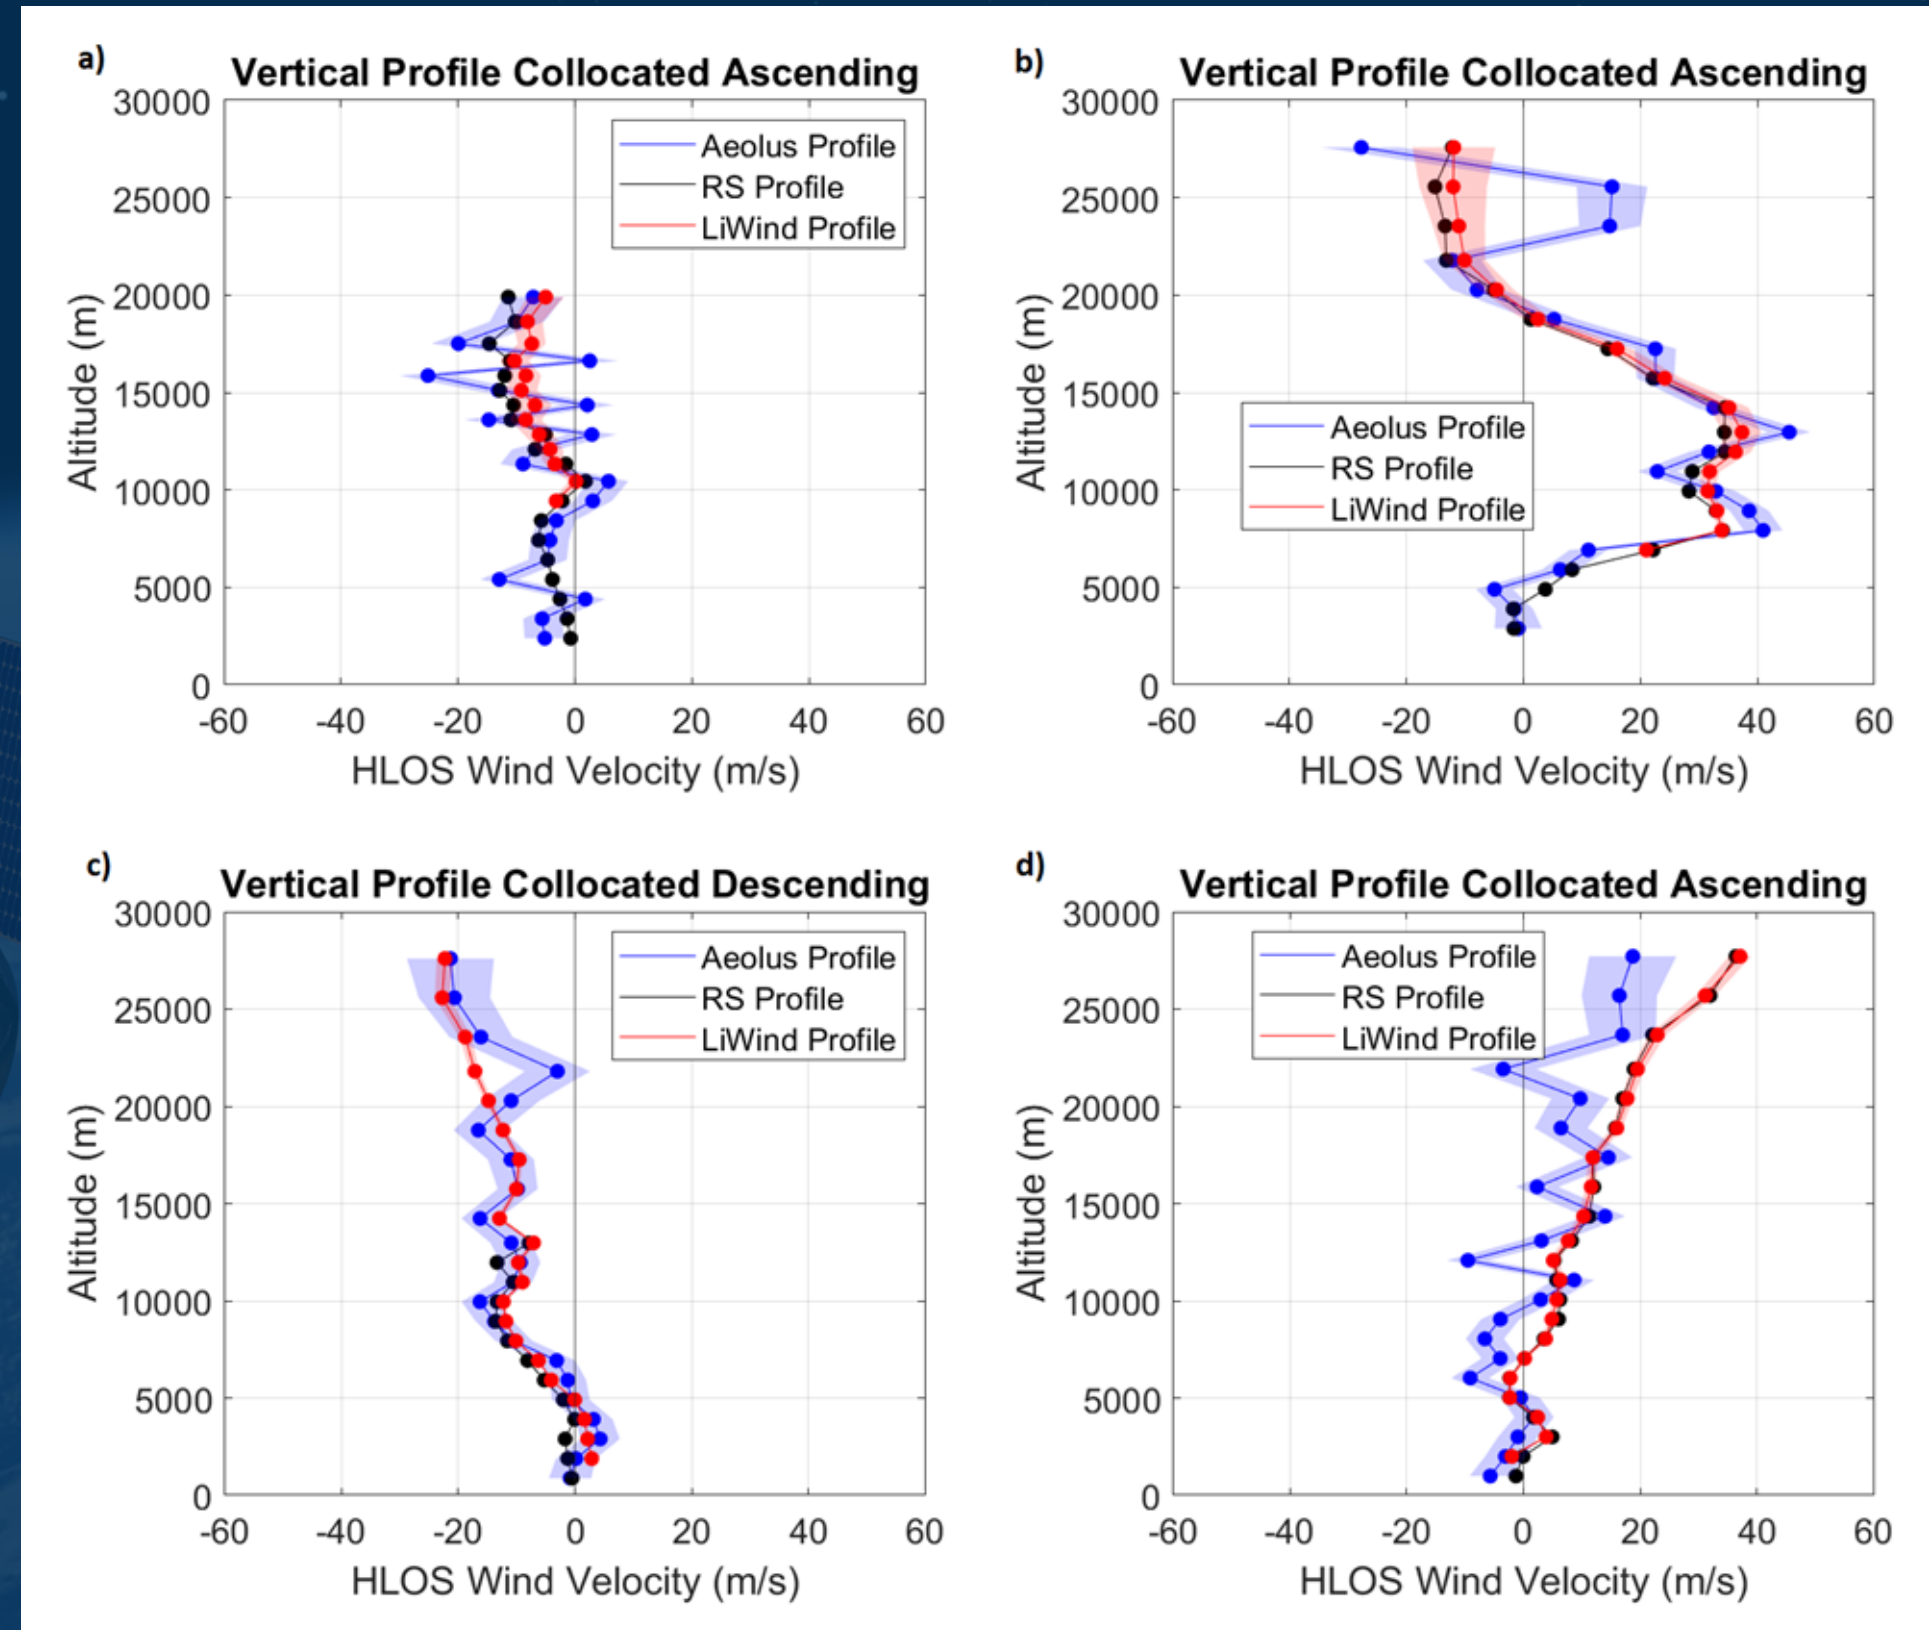 a)
Vertical Profile Collocated Ascending
30000
25000
20000
15000
10000
5000
0
Altitude (m)
Aeolus Profile
RS Profile
LiWind Profile
-60 -40 -20 0 20 40 60
HLOS Wind Velocity (m/s)
b)
Vertical Profile Collocated Ascending
30000
25000
20000
15000
10000
5000
0
Altitude (m)
Aeolus Profile
RS Profile
LiWind Profile
-60 -40 -20 0 20 40 60
HLOS Wind Velocity (m/s)
c)
Vertical Profile Collocated Descending
30000
25000
20000
15000
10000
5000
0
Altitude (m)
Aeolus Profile
RS Profile
LiWind Profile
-60 -40 -20 0 20 40 60
HLOS Wind Velocity (m/s)
d)
Vertical Profile Collocated Ascending
30000
25000
20000
15000
10000
5000
0
Altitude (m)
Aeolus Profile
RS Profile
LiWind Profile
-60 -40 -20 0 20 40 60
HLOS Wind Velocity (m/s)